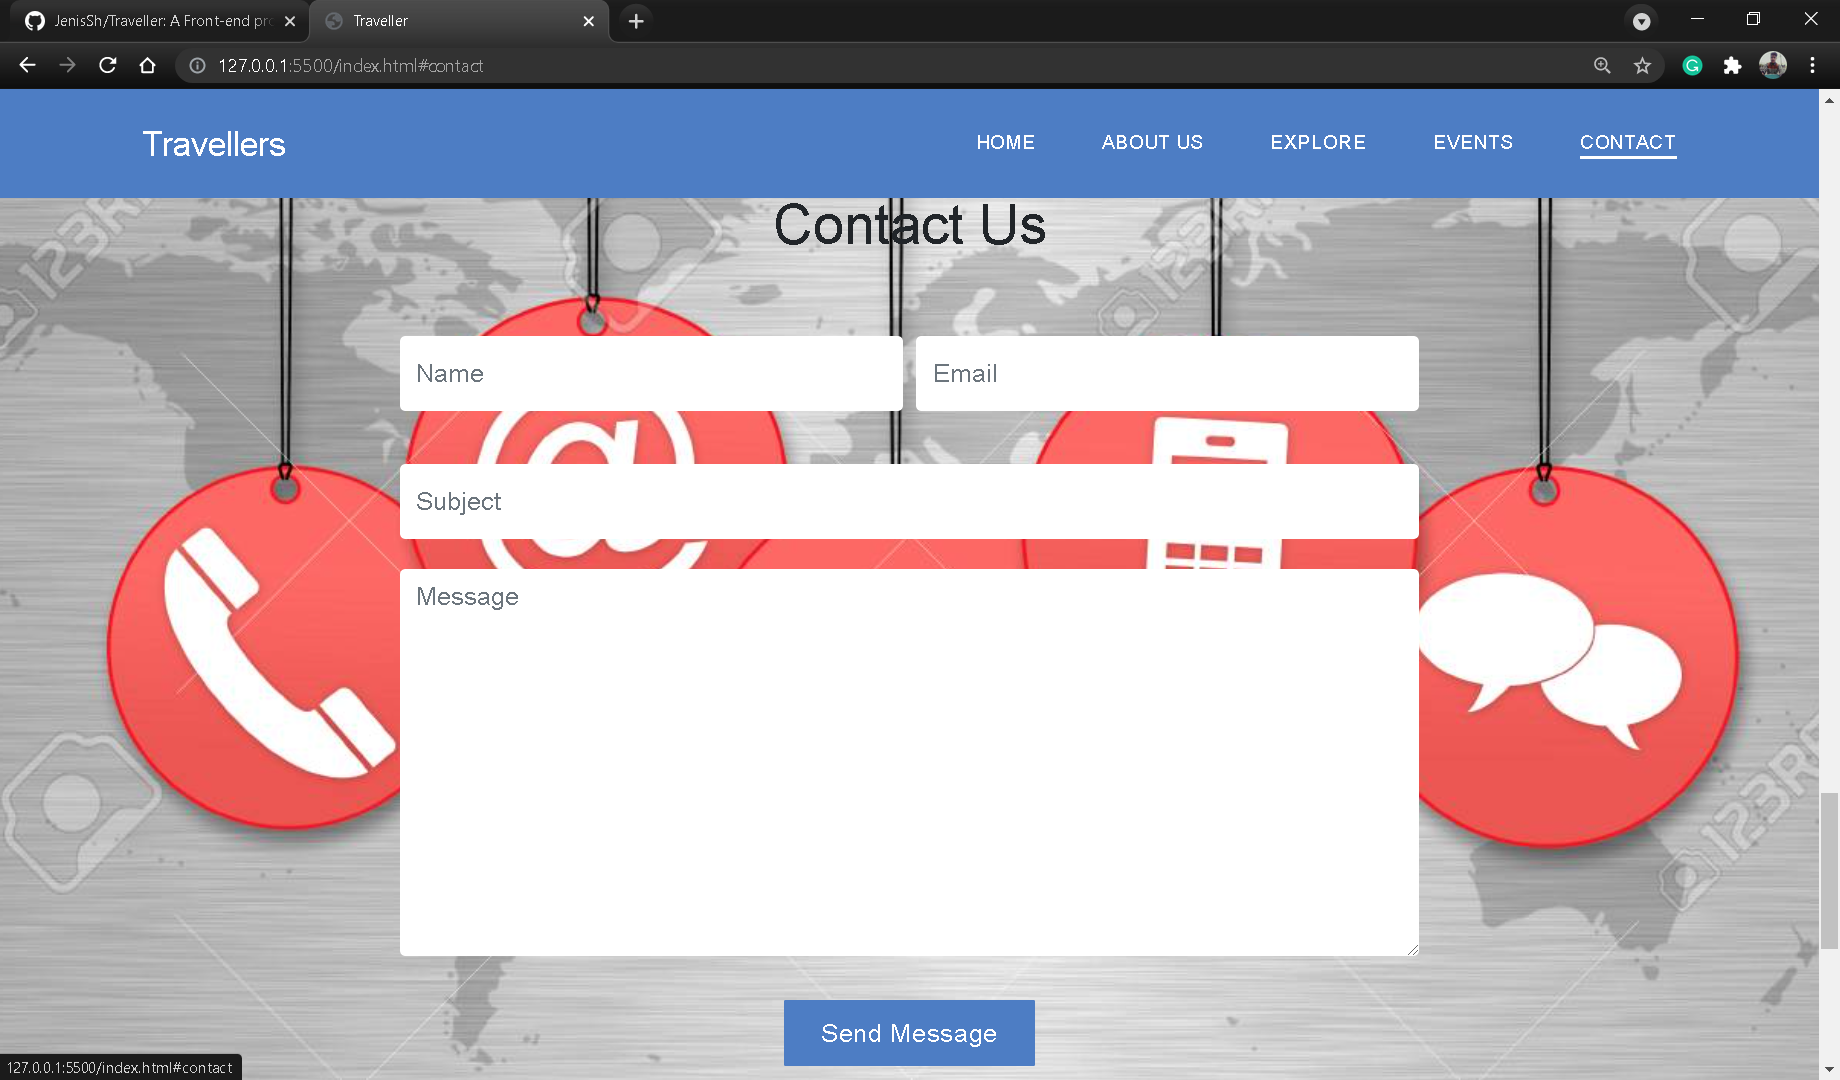 JenisSh/Traveller: A Front-end pro
Traveller
127.0.0.1:5500/index.html#contact
Travellers
HOME
ABOUT US
EXPLORE
EVENTS
CONTACT
Contact Us
Name
Email
@
Subject
Message
Send Message
127.0.0.1:5500/index.html#contact